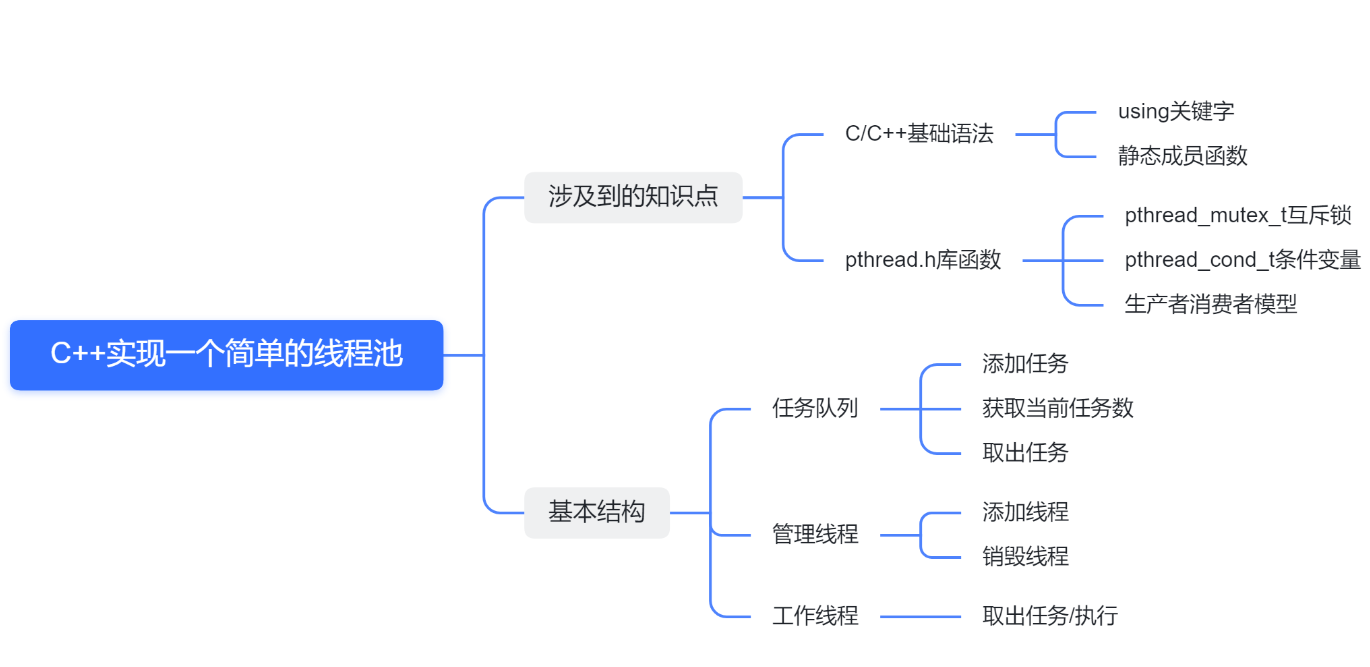 C++实现一个简单的线程池
涉及到的知识点
C/C++基础语法
using关键字
静态成员函数
pthread.h库函数
pthread_mutex_t互斥锁
pthread_cond_t条件变量
生产者消费者模型
基本结构
任务队列
添加任务
获取当前任务数
取出任务
管理线程
添加线程
销毁线程
工作线程
取出任务/执行